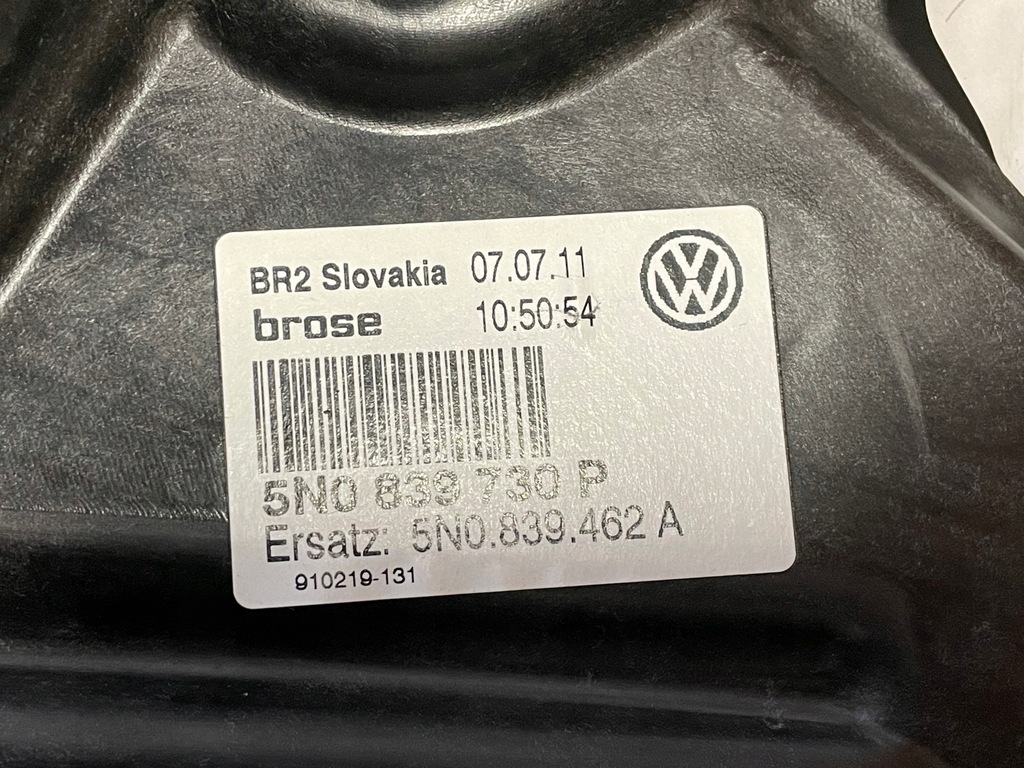 BR2 Slovakia 07.07.11
brose 10:50:54
5N0 839 730 P
Ersatz: 5N0.839.462 A
910219-131